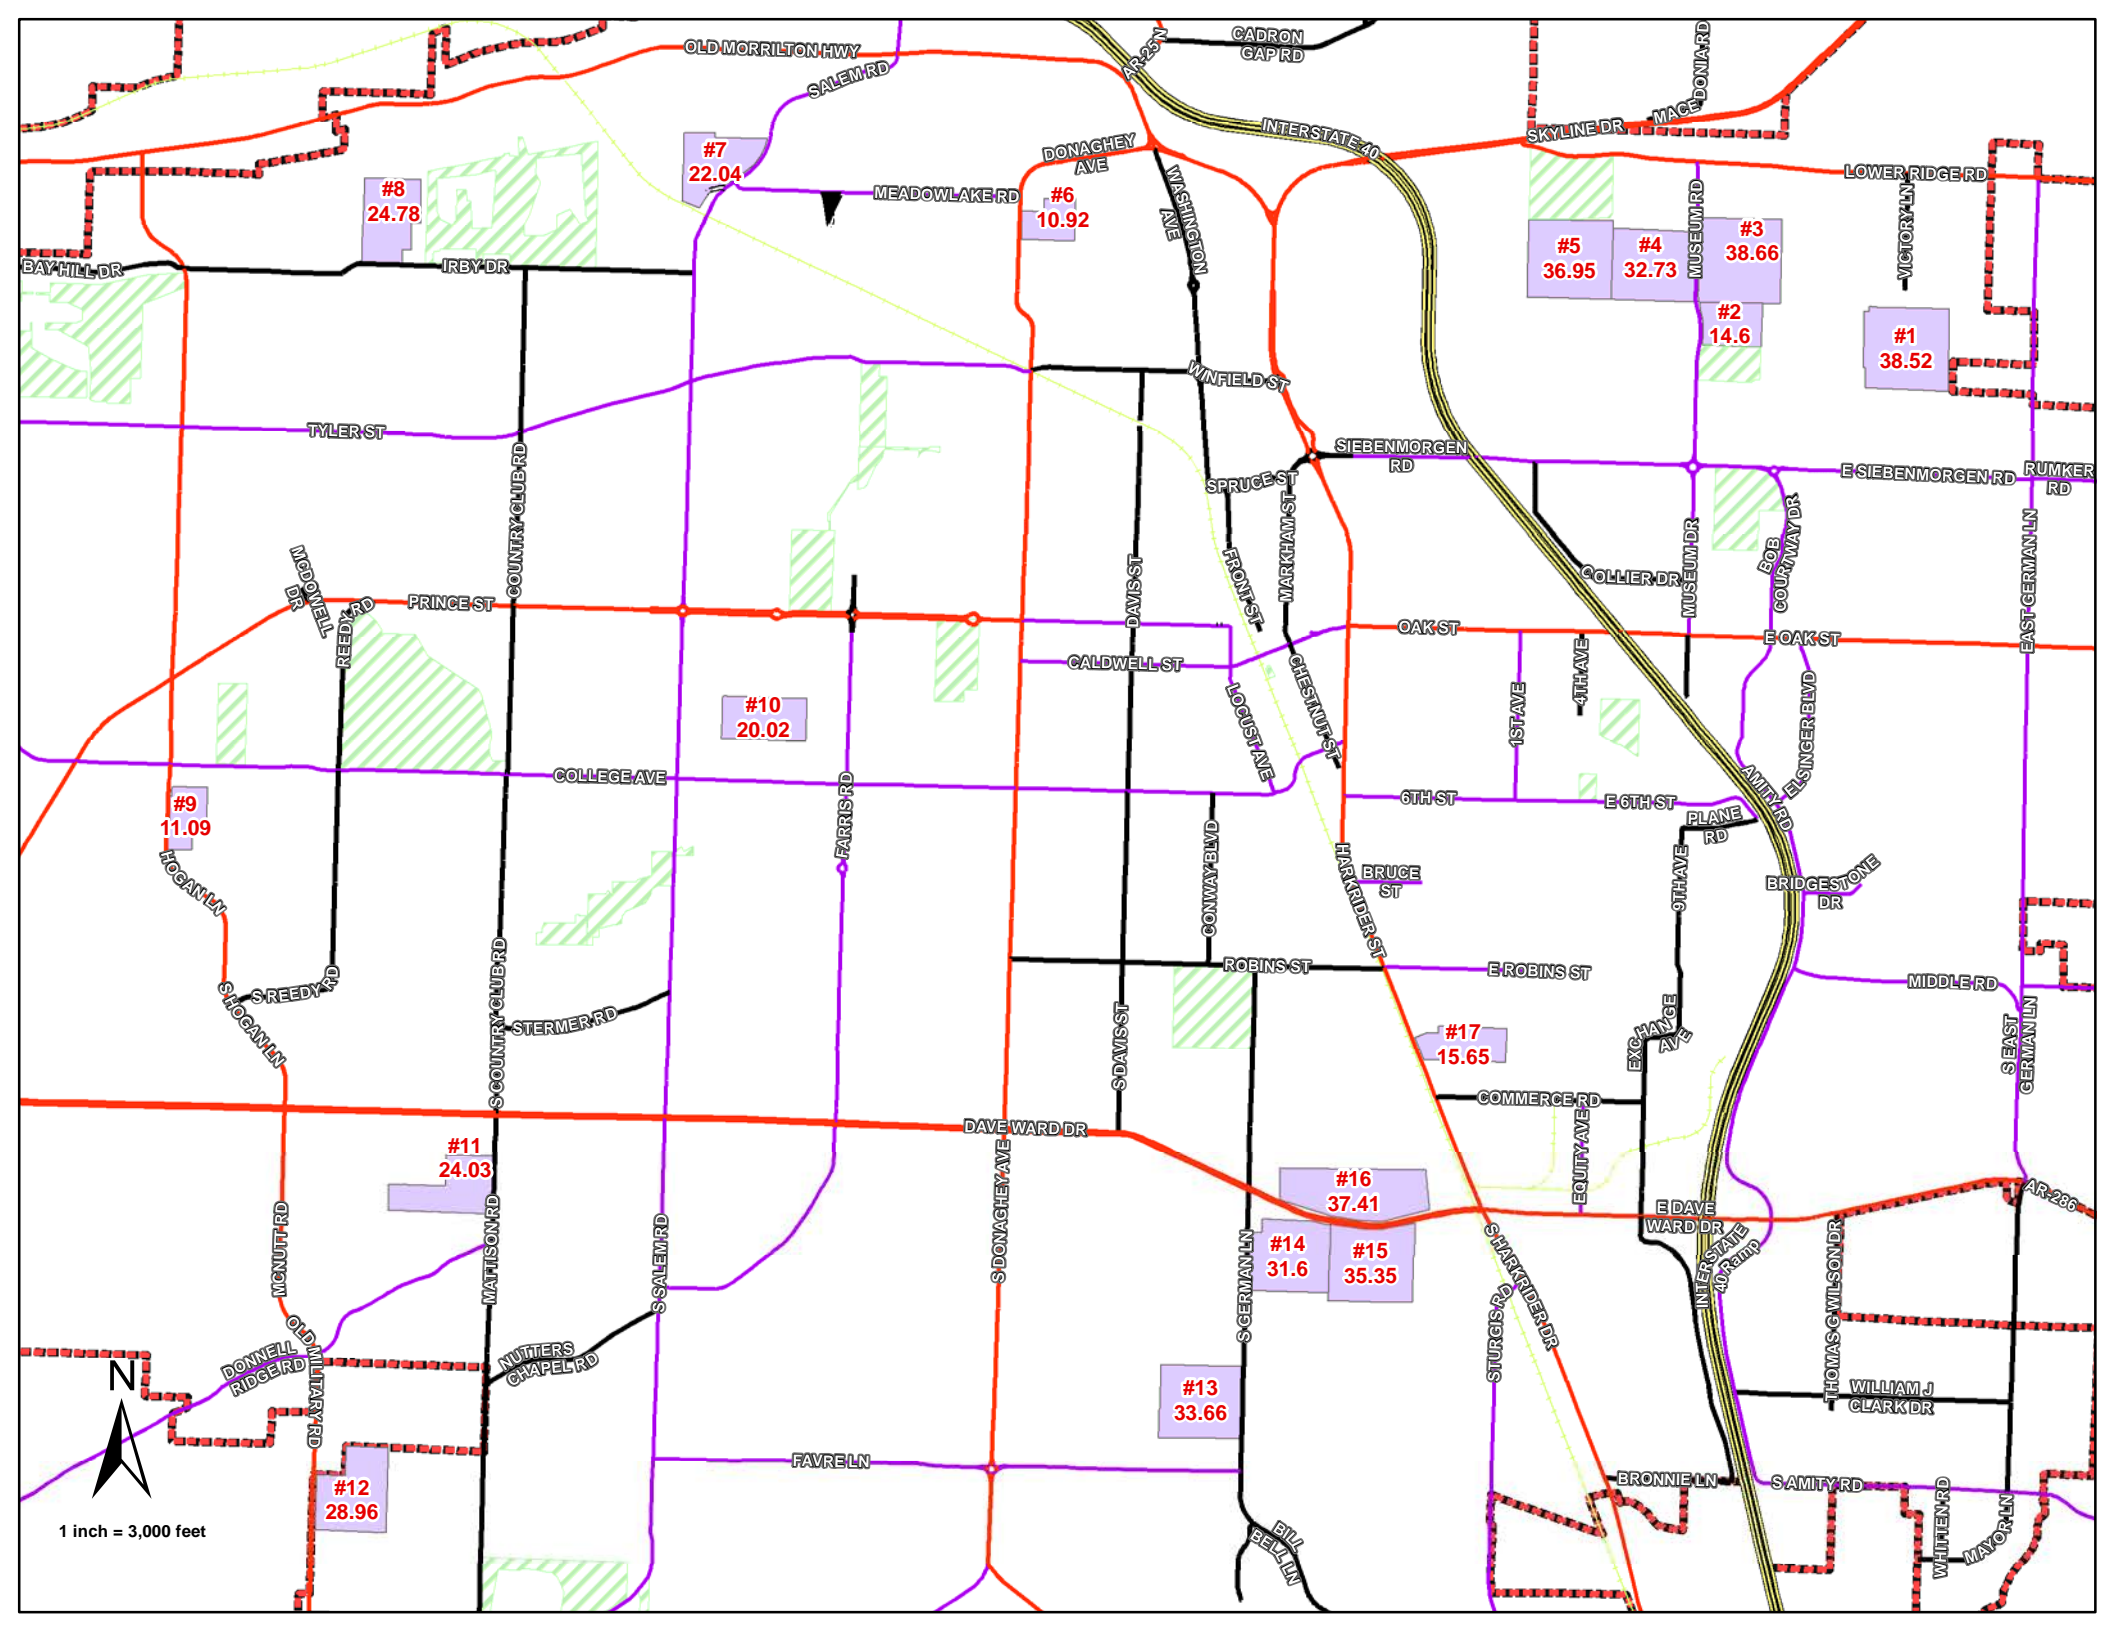 CADRON
GAP RD
AR-25 N
OLD MORRILTON HWY
SALEM RD
MACEDONIA RD
INTERSTATE 40
SKYLINE DR
DONAGHEY
AVE
LOWER RIDGE RD
#7
22.04
#8
24.78
MEADOWLAKE RD
#6
10.92
WASHINGTON
AVE
MUSEUM RD
VICTORY LN
#5
36.95
#4
32.73
#3
38.66
#2
14.6
#1
38.52
BAY HILL DR
IRBY DR
WINFIELD ST
TYLER ST
COUNTRY CLUB RD
SIEBENMORGEN
RD
E SIEBENMORGEN RD
RUMKER
RD
SPRUCE ST
MARKHAM ST
FRONT ST
DAVIS ST
COLLIER DR
MUSEUM DR
BOB
COURTWAY DR
EAST GERMAN LN
MCDOWELL
DR
REEDY RD
PRINCE ST
OAK ST
E OAK ST
CALDWELL ST
CHESTNUT ST
LOCUST AVE
4TH AVE
1ST AVE
ELSINGER BLVD
#10
20.02
COLLEGE AVE
FARRIS RD
#9
11.09
6TH ST
E 6TH ST
AMITY RD
PLANE
RD
HOGAN LN
CONWAY BLVD
HARKRIDER ST
BRUCE
ST
9TH AVE
BRIDGESTONE
DR
S COUNTRY CLUB RD
ROBINS ST
E ROBINS ST
MIDDLE RD
S REEDY RD
S HOGAN LN
STERMER RD
S DAVIS ST
#17
15.65
EXCHANGE
AVE
S EAST
GERMAN LN
COMMERCE RD
EQUITY AVE
DAVE WARD DR
#11
24.03
S DONAGHEY AVE
#16
37.41
E DAVE
WARD DR
AR-286
MCNUTT RD
MATTISON RD
S SALEM RD
S GERMAN LN
#14
31.6
#15
35.35
S HARKRIDER DR
INTERSTATE
40 Ramp
THOMAS G WILSON DR
STURGIS RD
OLD MILITARY RD
DONNELL
RIDGE RD
NUTTERS
CHAPEL RD
#13
33.66
WILLIAM J
CLARK DR
N
FAVRE LN
BRONNIE LN
S AMITY RD
#12
28.96
1 inch = 3,000 feet
BILL
BELL LN
WHITTEN RD
MAYOR LN